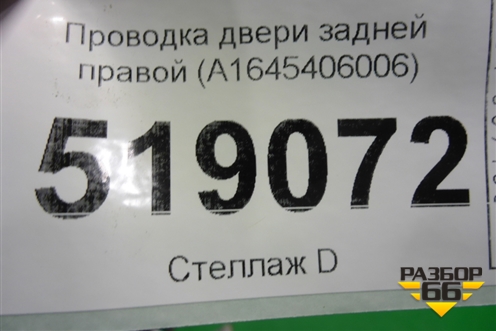 Проводка двери задней
правой (A1645406006)
519072
Стеллаж D
РАЗБОР
66